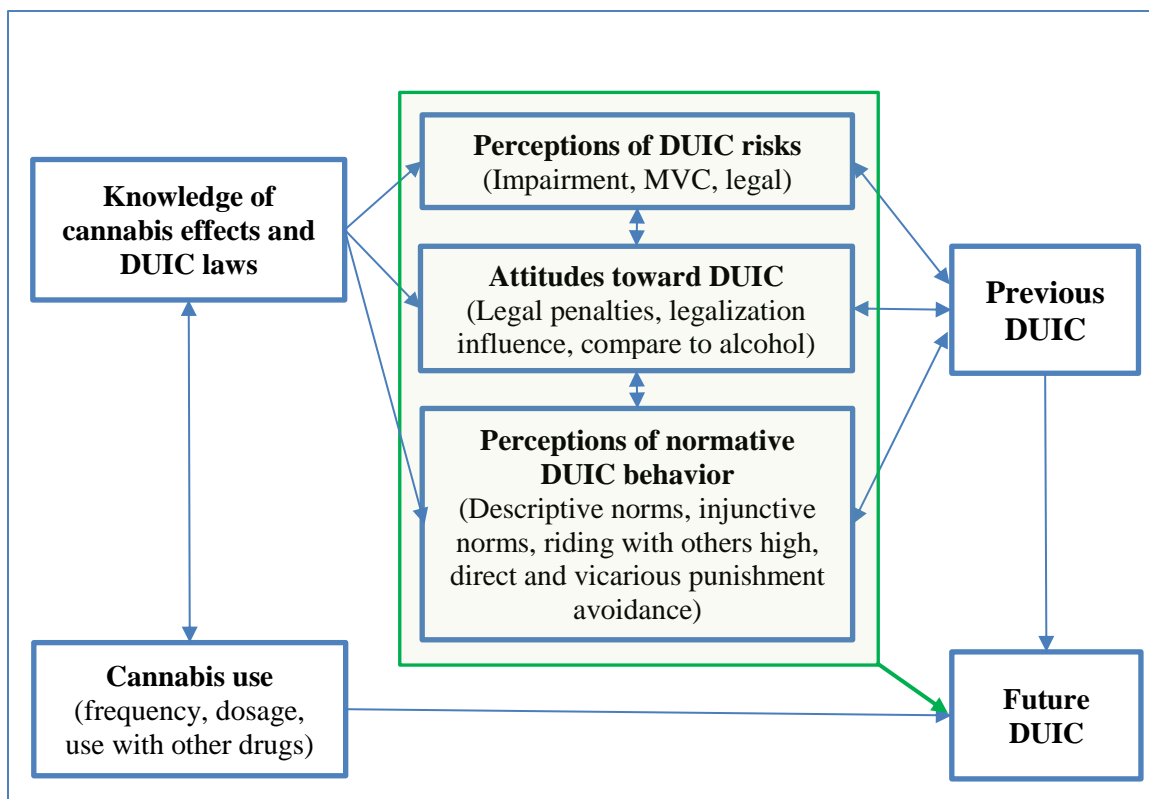 Knowledge of
cannabis effects and
DUIC laws
Cannabis use
(frequency, dosage,
use with other drugs)
Perceptions of DUIC risks
(Impairment, MVC, legal)
Attitudes toward DUIC
(Legal penalties, legalization
influence, compare to alcohol)
Perceptions of normative
DUIC behavior
(Descriptive norms, injunctive
norms, riding with others high,
direct and vicarious punishment
avoidance)
Previous
DUIC
Future
DUIC